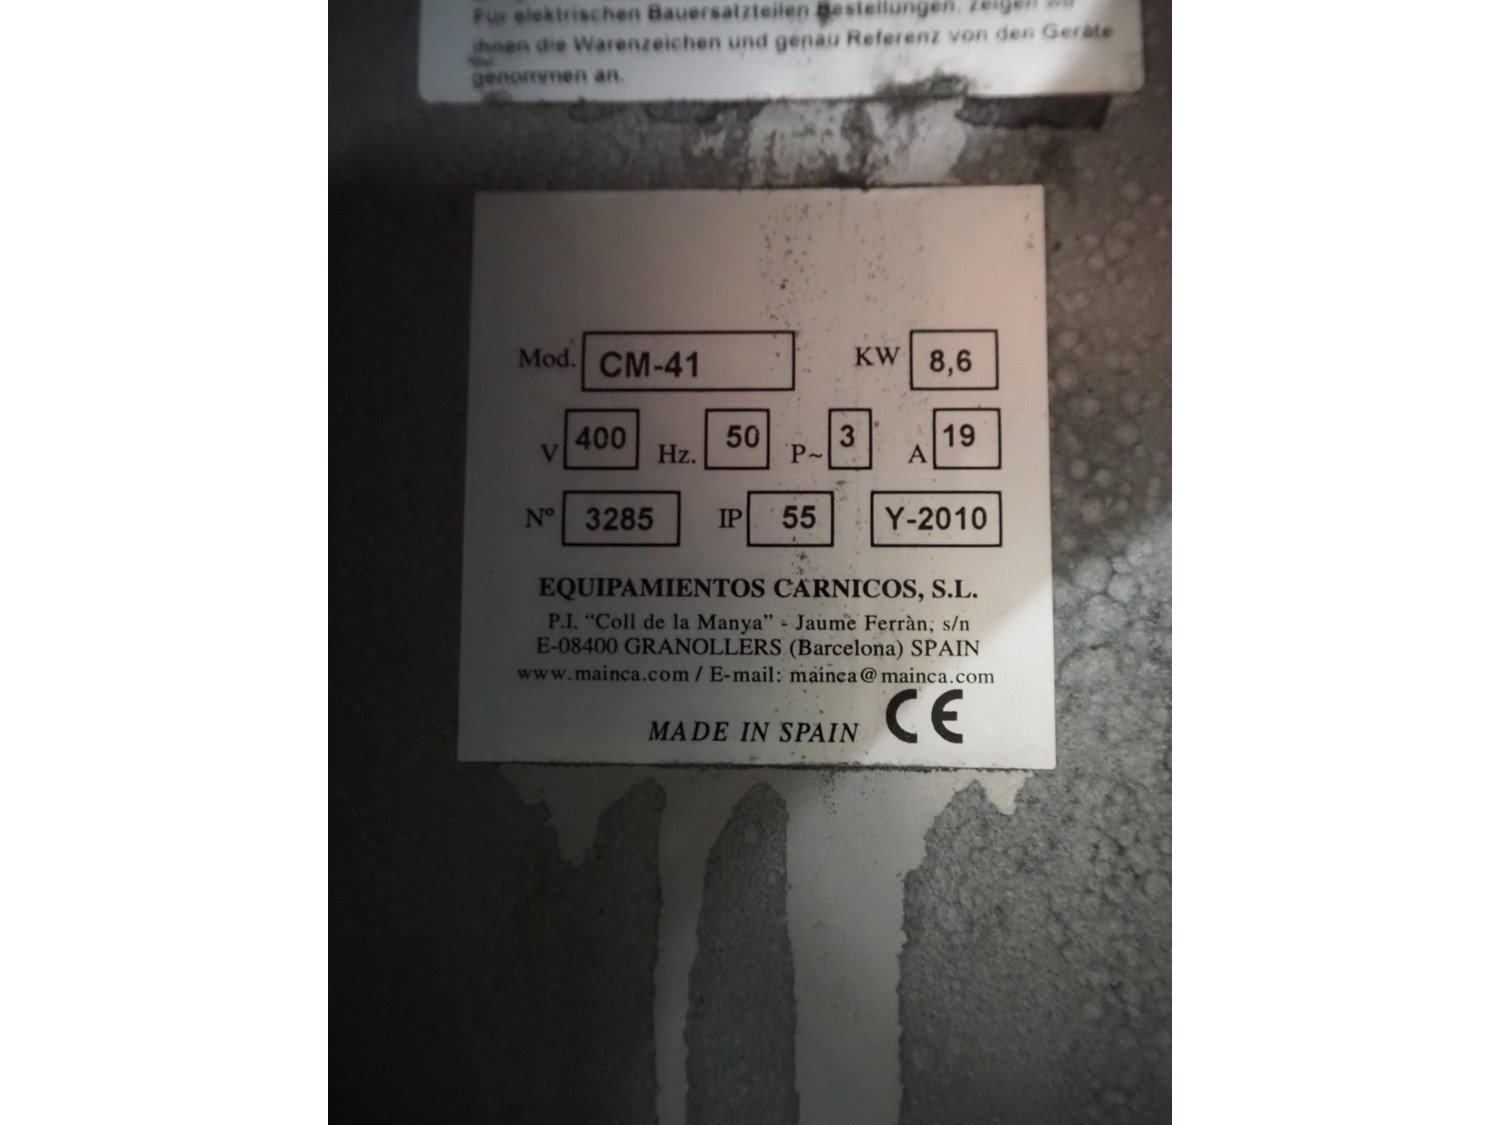 Für elektrischen Bauersatzteilen Bestellungen, zeigen wir
ihnen die Warenzeichen und genau Referenz von den Geräte
genommen an.
Mod. CM-41 KW 8,6
V 400 Hz. 50 P~ 3 A 19
Nº 3285 IP 55 Y-2010
EQUIPAMIENTOS CARNICOS, S.L.
P.I. “Coll de la Manya” - Jaume Ferràn, s/n
E-08400 GRANOLLERS (Barcelona) SPAIN
www.mainca.com / E-mail: mainca@mainca.com
MADE IN SPAIN CE